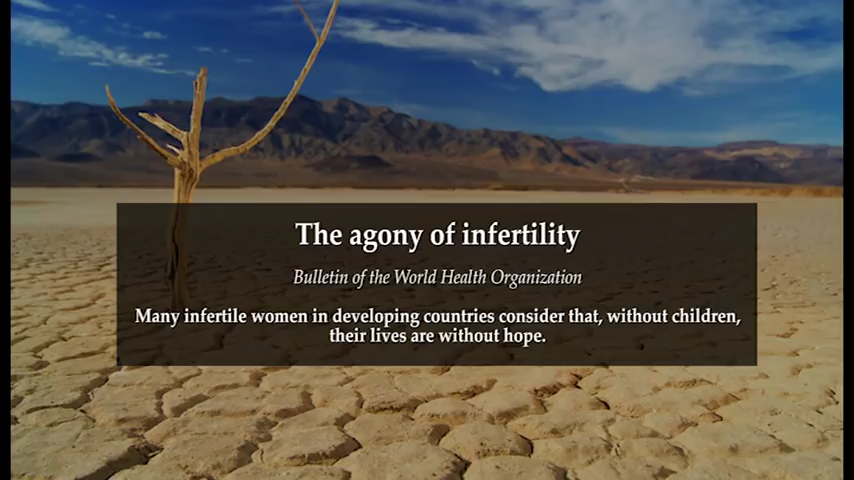 The agony of infertility
Bulletin of the World Health Organization
Many infertile women in developing countries consider that, without children,
their lives are without hope.